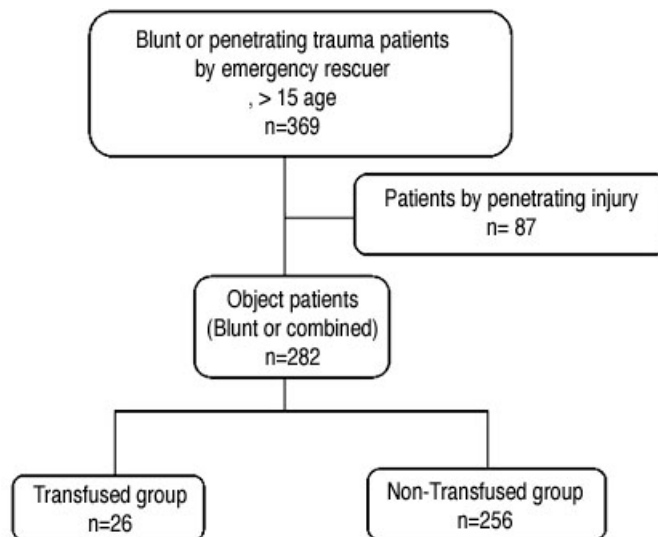 Blunt or penetrating trauma patients
by emergency rescuer
, > 15 age
n=369
Patients by penetrating injury
n= 87
Object patients
(Blunt or combined)
n=282
Transfused group
n=26
Non-Transfused group
n=256